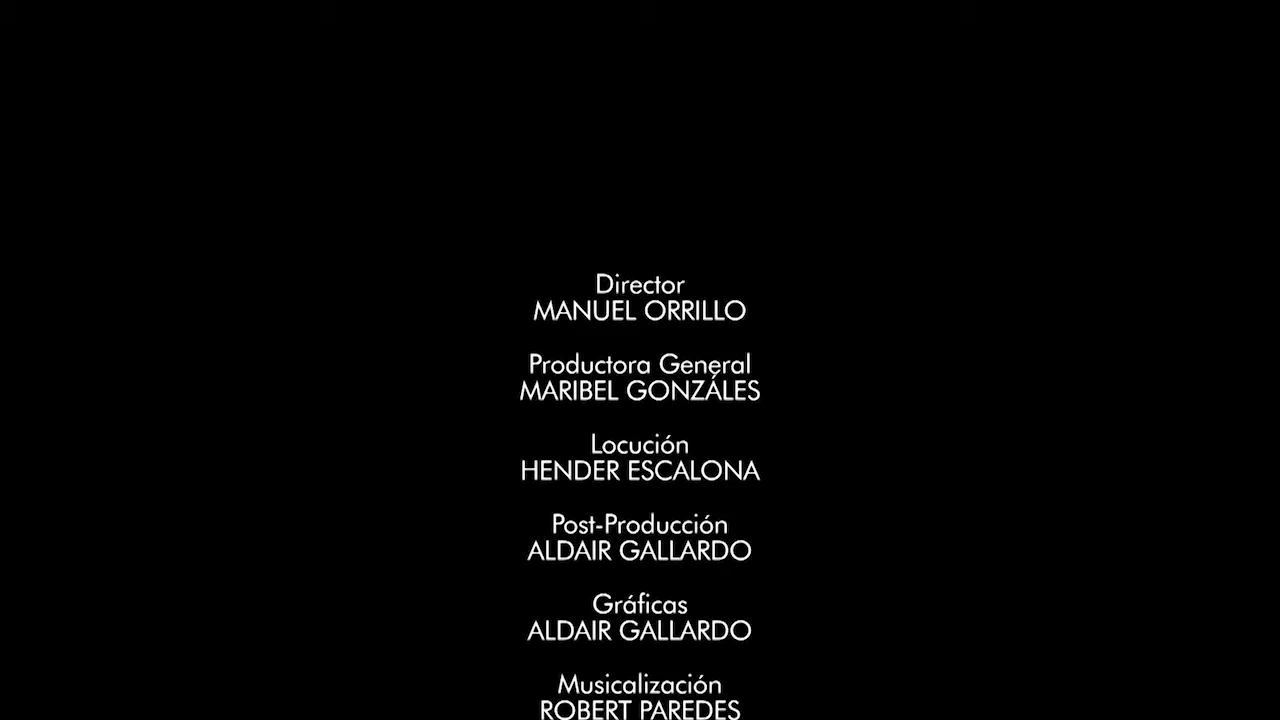 Director
MANUEL ORRILLO
Productora General
MARIBEL GONZÁLES
Locución
HENDER ESCALONA
Post-Producción
ALDAIR GALLARDO
Gráficas
ALDAIR GALLARDO
Musicalización
ROBERT PAREDES